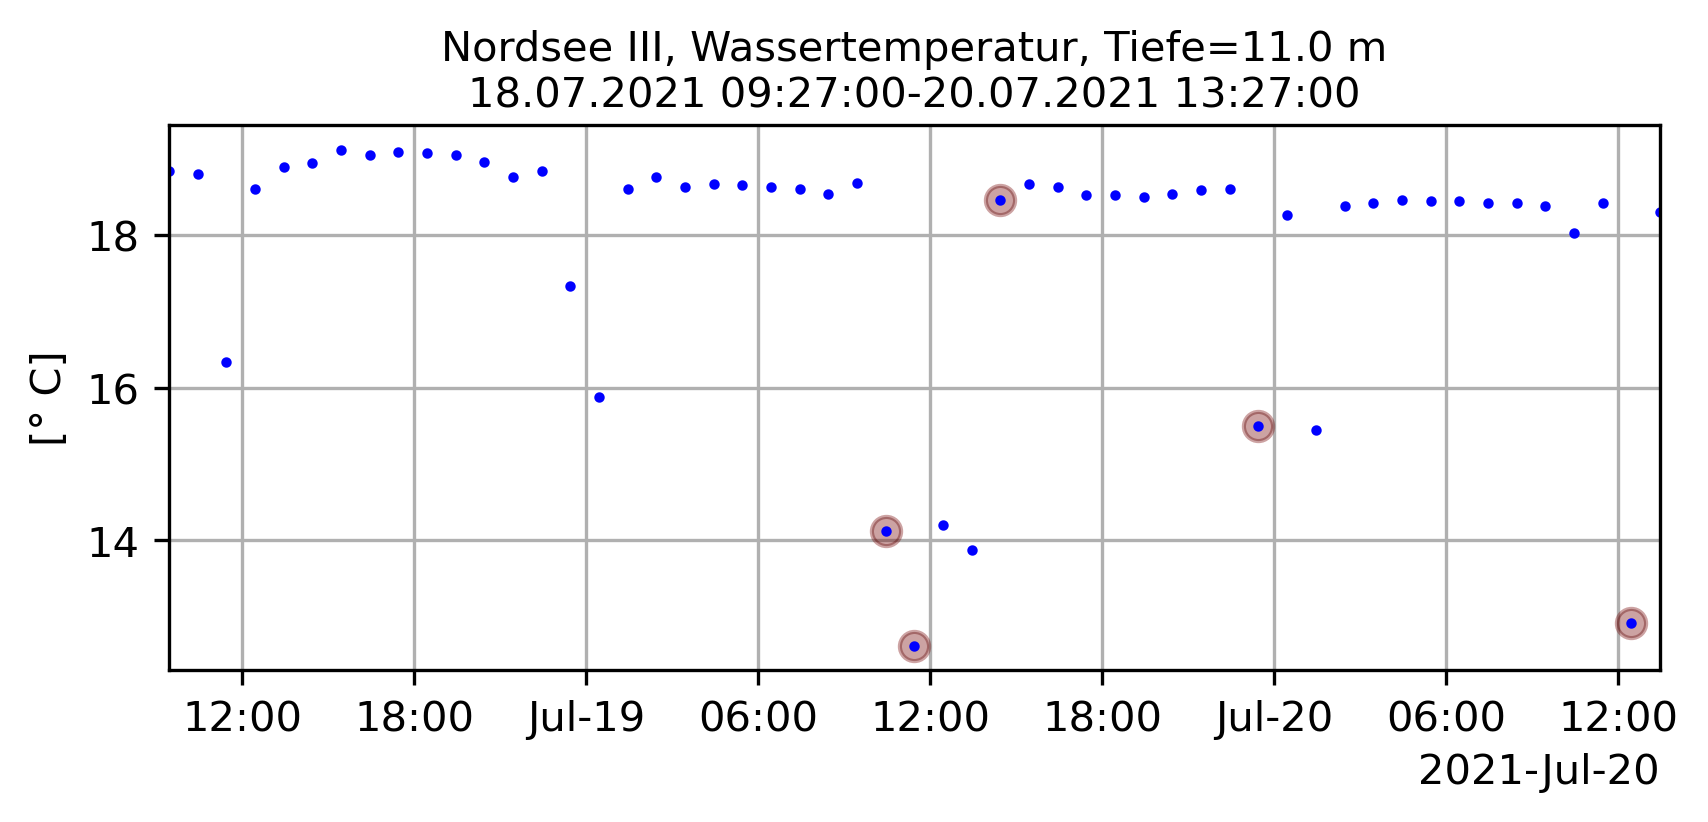 Nordsee III, Wassertemperatur, Tiefe=11.0 m
18.07.2021 09:27:00-20.07.2021 13:27:00
[° C]
18
16
14
12:00 18:00 Jul-19 06:00 12:00 18:00 Jul-20 06:00 12:00
2021-Jul-20